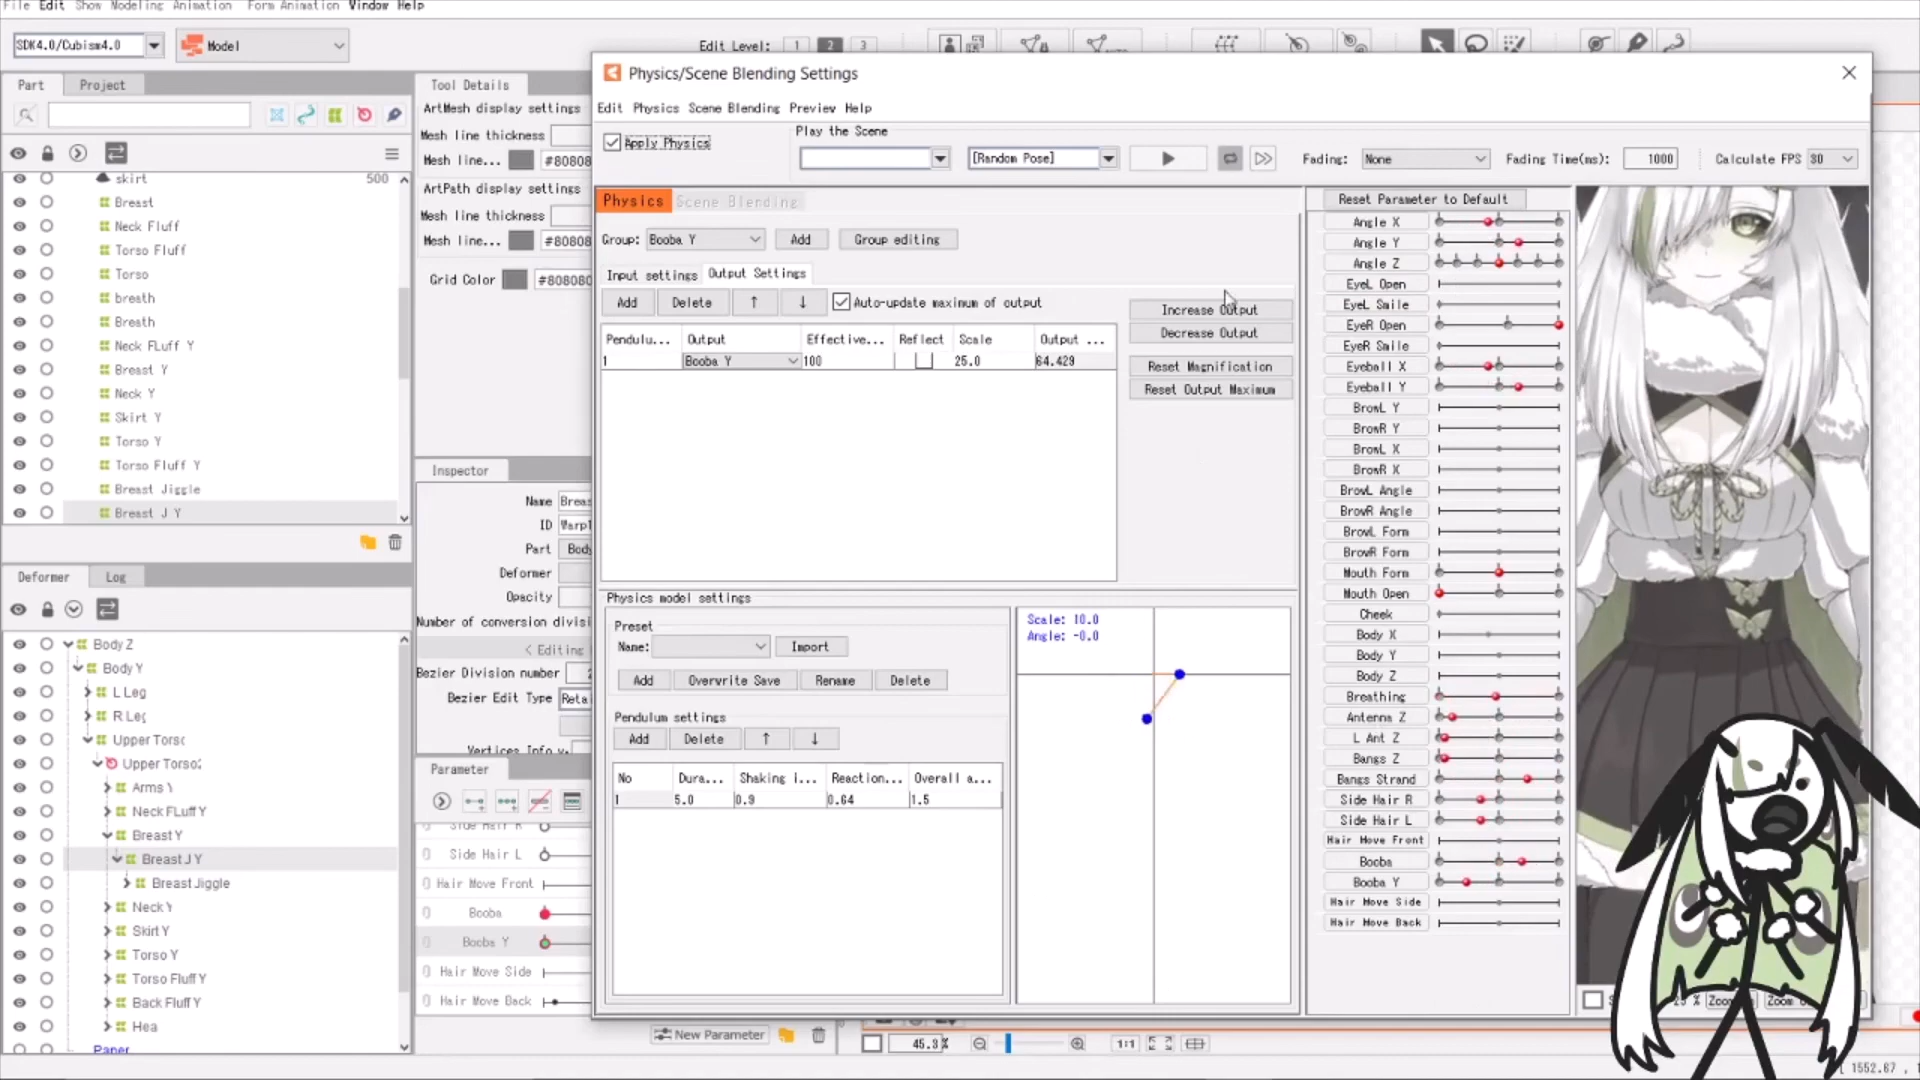 File Edit Show Modeling Animation Form Animation Window Help
SDK4.0/Cubism4.0
Model
Edit Level: 1 2 3
Part Project
skirt 500
Breast
Neck Fluff
Torso Fluff
Torso
breath
Breath
Neck FLuff Y
Breast Y
Neck Y
Skirt Y
Torso Y
Torso Fluff Y
Breast Jiggle
Breast J Y
Deformer Log
Body Z
Body Y
L Leg
R Leg
Upper Torso
Upper Torso
Arms Y
Neck FLuff Y
Breast Y
Breast J Y
Breast Jiggle
Neck Y
Skirt Y
Torso Y
Torso Fluff Y
Back Fluff Y
Hea
Paper
Tool Details
ArtMesh display settings
Mesh line thickness
Mesh line... #80808
ArtPath display settings
Mesh line thickness
Mesh line... #80808
Grid Color #80808
Inspector
Name Breas
ID Warp
Part Bod
Deformer
Opacity
Number of conversion divisi
< Editing
Bezier Division number
Bezier Edit Type Reta
Vertices Info
Parameter
Side Hair R
Side Hair L
Hair Move Front
Booba
Booba Y
Hair Move Side
Hair Move Back
New Parameter
45.3%
1:1
Physics/Scene Blending Settings
Edit Physics Scene Blending Preview Help
Apply Physics
Play the Scene
[Random Pose]
Fading: None
Fading Time(ms): 1000
Calculate FPS 30
Physics Scene Blending
Group: Booba Y Add Group editing
Input settings Output Settings
Add Delete ↑ ↓ Auto-update maximum of output
Pendulu... Output Effective... Reflect Scale Output ...
1 Booba Y 100 25.0 64.429
Increase Output
Decrease Output
Reset Magnification
Reset Output Maximum
Physics model settings
Preset
Name: Import
Add Overwrite Save Rename Delete
Pendulum settings
Add Delete ↑ ↓
No Dura... Shaking i... Reaction... Overall a...
1 5.0 0.9 0.64 1.5
Scale: 10.0
Angle: -0.0
Reset Parameter to Default
Angle X
Angle Y
Angle Z
EyeL Open
EyeL Smile
EyeR Open
EyeR Smile
Eyeball X
Eyeball Y
BrowL Y
BrowR Y
BrowL X
BrowR X
BrowL Angle
BrowR Angle
BrowL Form
BrowR Form
Mouth Form
Mouth Open
Cheek
Body X
Body Y
Body Z
Breathing
Antenna Z
L Ant Z
Bangs Z
Bangs Strand
Side Hair R
Side Hair L
Hair Move Front
Booba
Booba Y
Hair Move Side
Hair Move Back
% Zoom Zoom
1552.67 ,